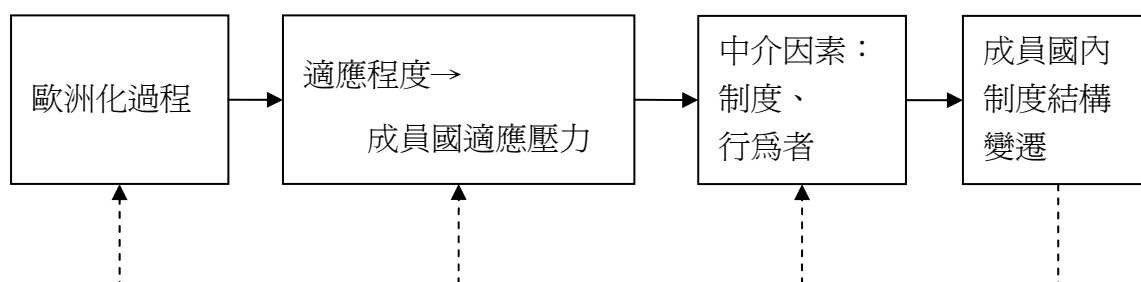 歐洲化過程
適應程度→
成員國適應壓力
中介因素：
制度、
行為者
成員國內
制度結構
變遷